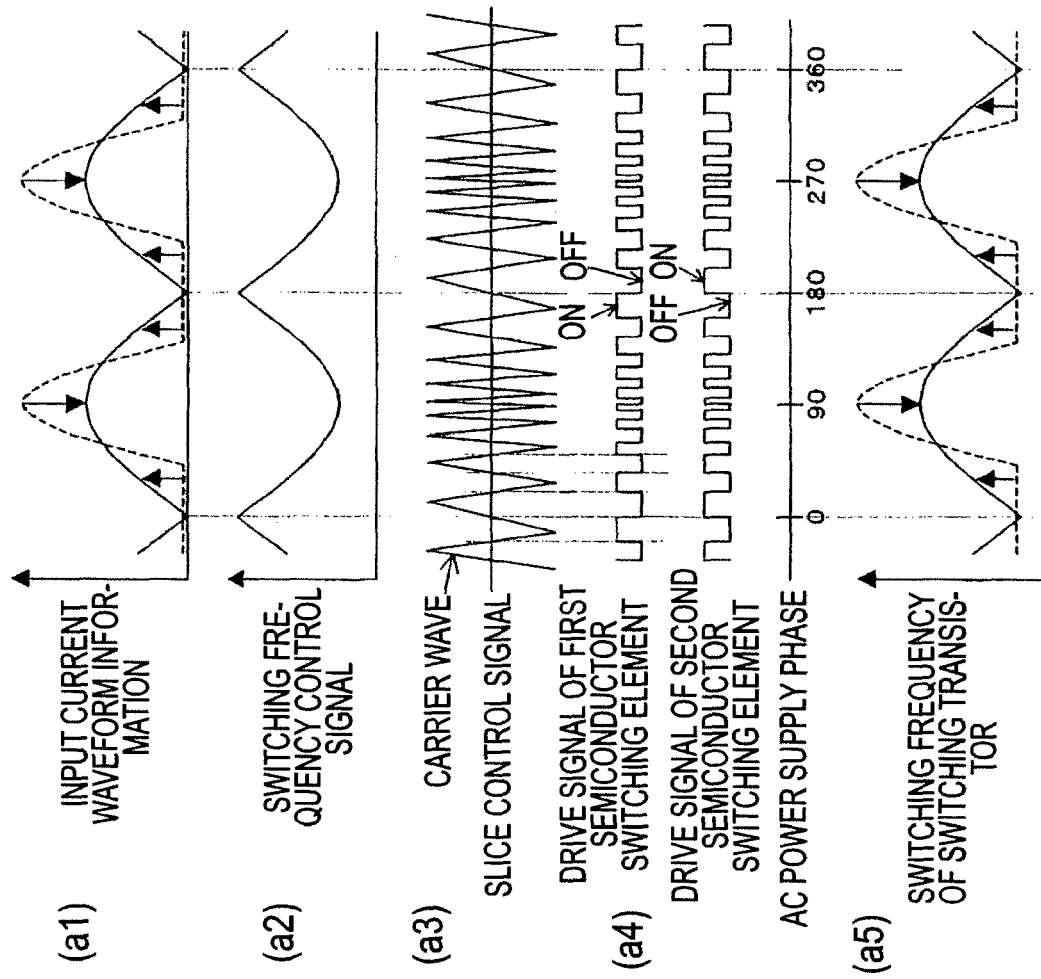 (a1)
INPUT CURRENT
WAVEFORM INFOR-
MATION
(a2)
SWITCHING FRE-
QUENCY CONTROL
SIGNAL
(a3)
CARRIER WAVE
SLICE CONTROL SIGNAL
(a4)
DRIVE SIGNAL OF FIRST
SEMICONDUCTOR
SWITCHING ELEMENT
ON OFF
DRIVE SIGNAL OF SECOND
SEMICONDUCTOR
SWITCHING ELEMENT
OFF ON
AC POWER SUPPLY PHASE
0 90 180 270 360
(a5)
SWITCHING FREQUENCY
OF SWITCHING TRANSIS-
TOR